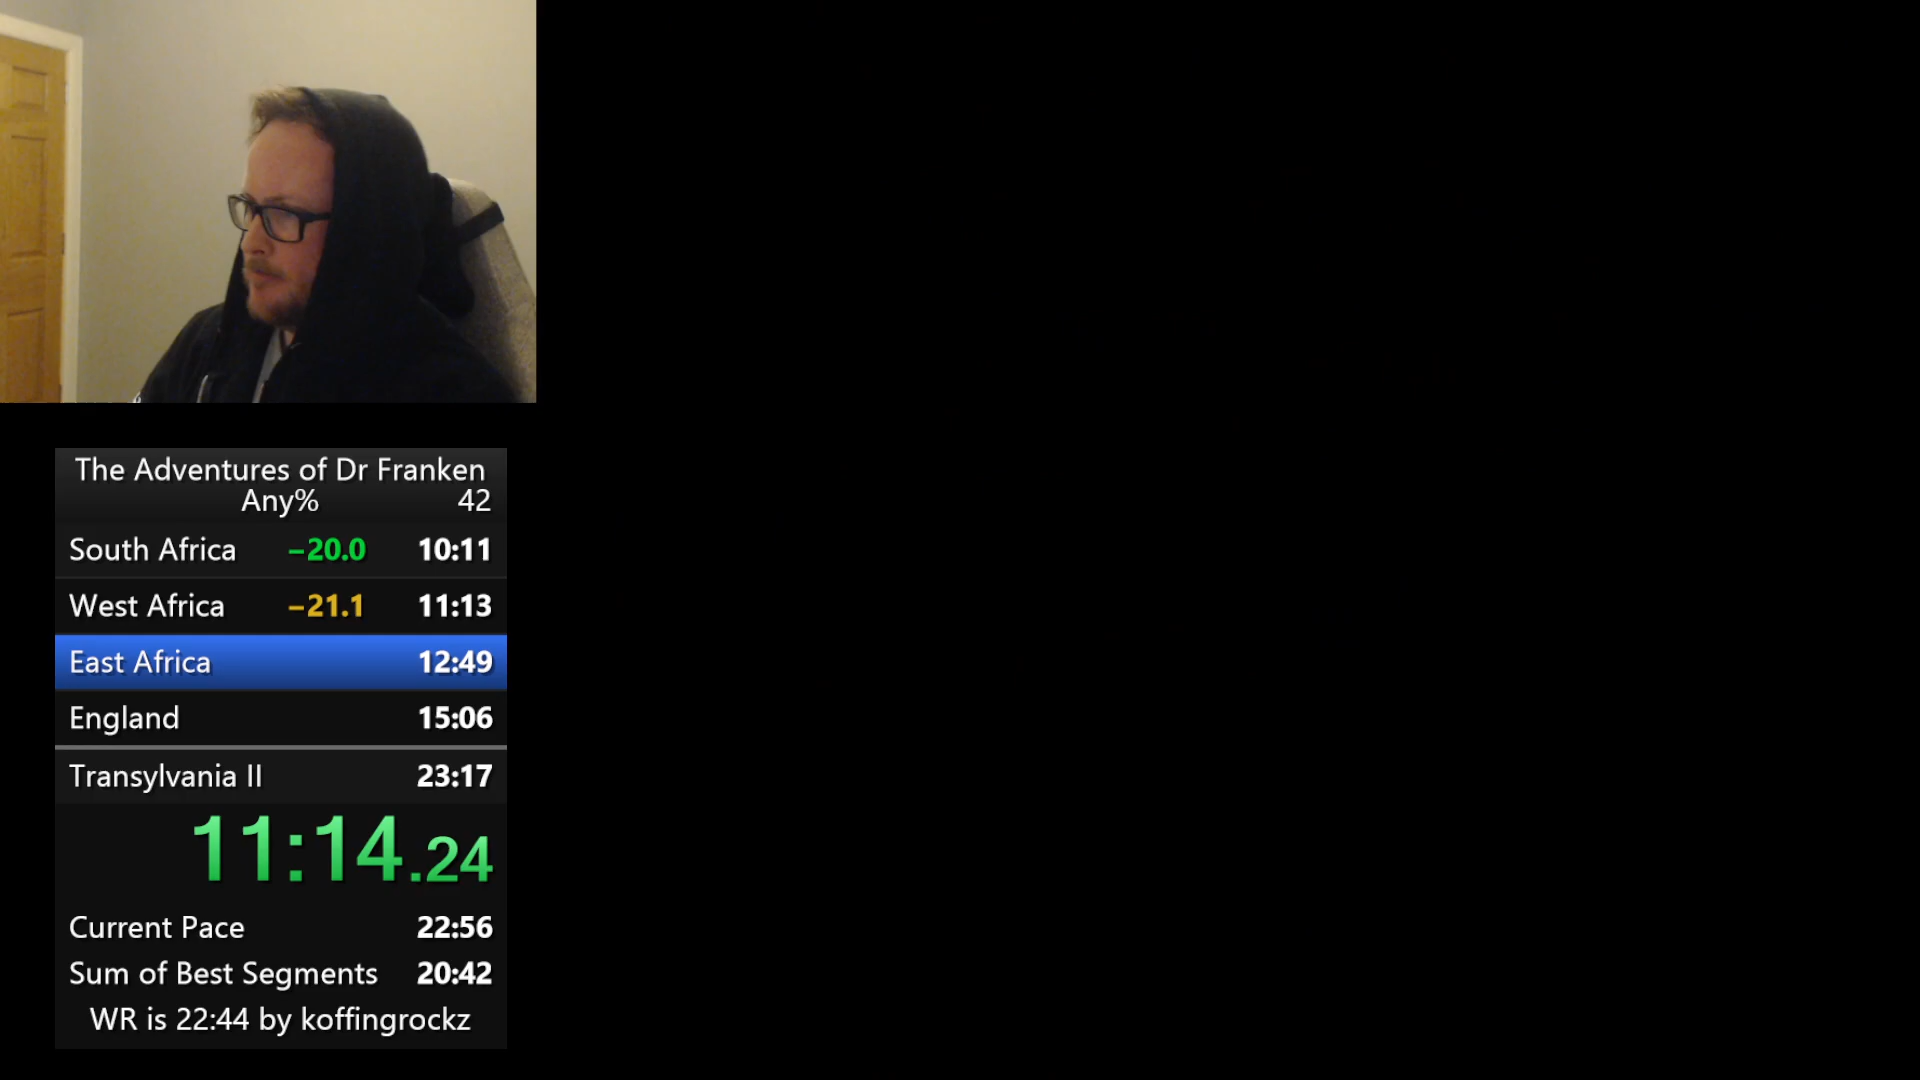 The Adventures of Dr Franken
Any% 42
South Africa −20.0 10:11
West Africa −21.1 11:13
East Africa 12:49
England 15:06
Transylvania II 23:17
11:14.24
Current Pace 22:56
Sum of Best Segments 20:42
WR is 22:44 by koffingrockz